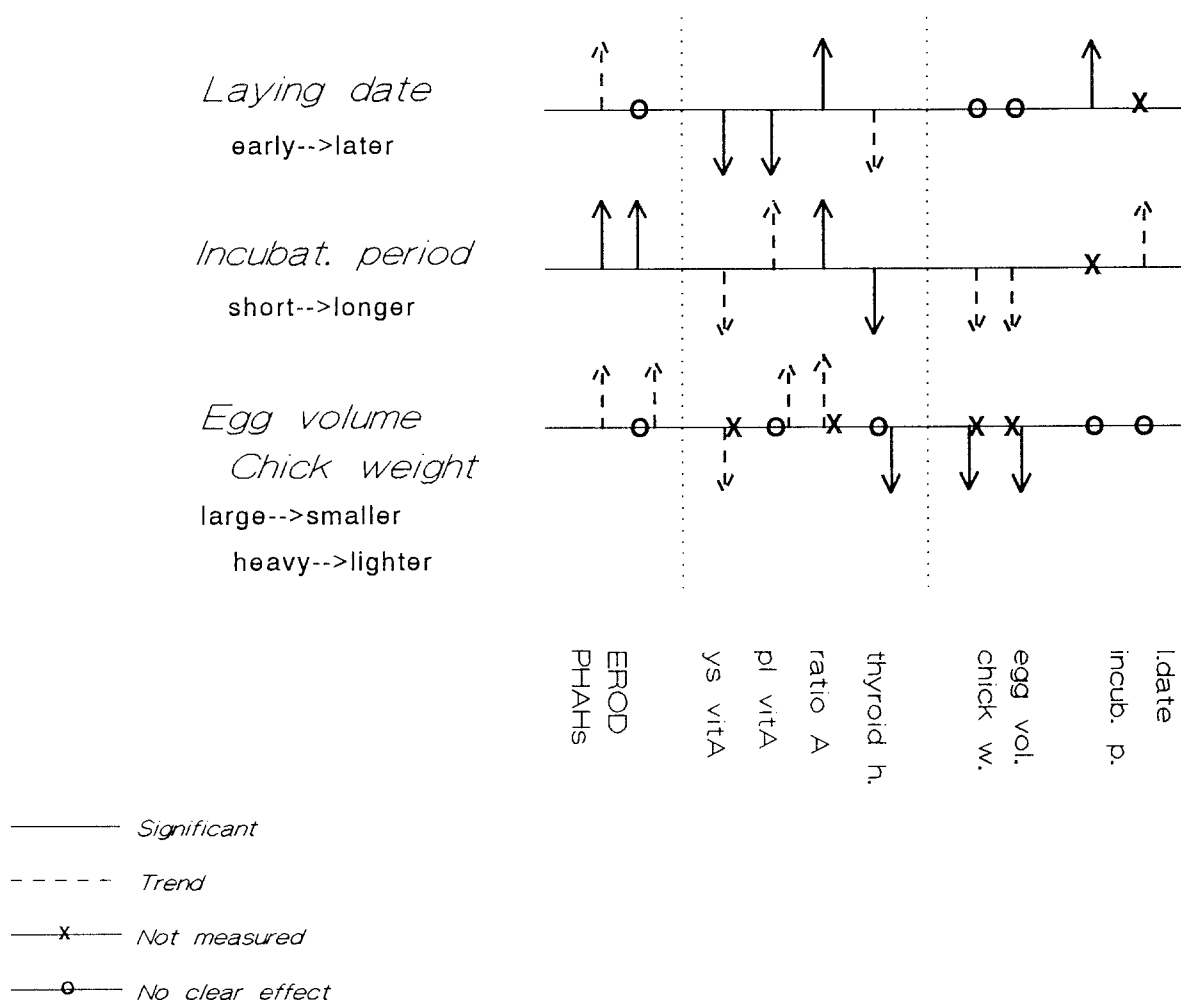 Laying date
early-->later
Incubat. period
short-->longer
Egg volume
Chick weight
large-->smaller
heavy-->lighter
PHAHs
EROD
ys vitA
pl vitA
ratio A
thyroid h.
chick w.
egg vol.
incub. p.
l.date
Significant
Trend
x Not measured
o No clear effect